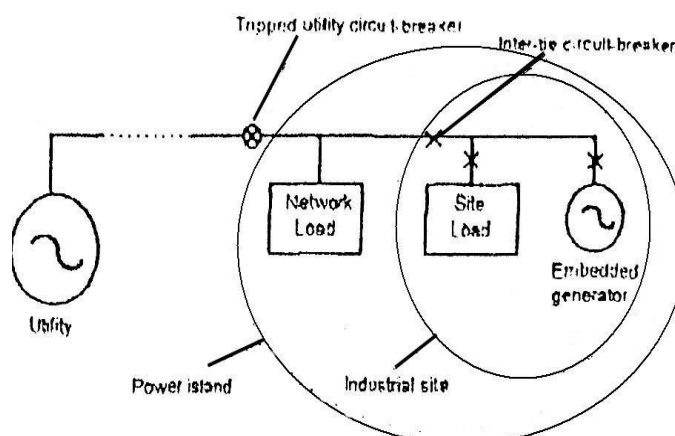 Tripped utility circuit-breaker
Inter-tie circuit-breaker
Network
Load
Site
Load
Embedded
generator
Utility
Power island
Industrial site